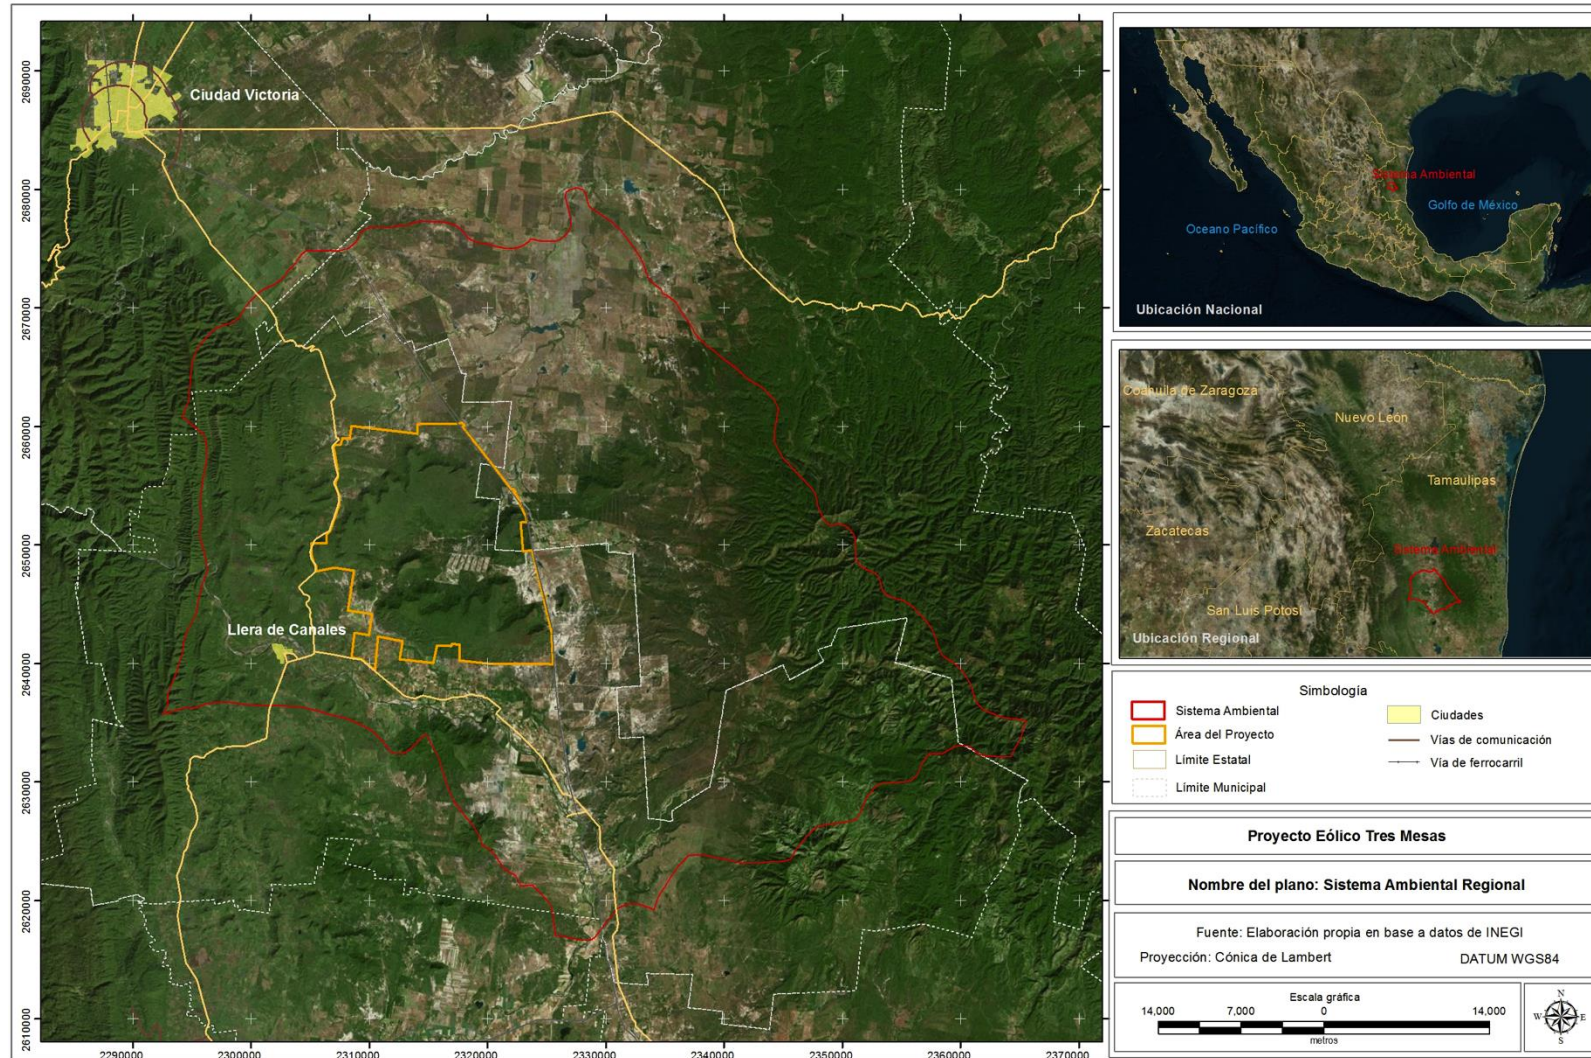 2690000
2680000
2670000
2660000
2650000
2640000
2630000
2620000
2610000
2290000
2300000
2310000
2320000
2330000
2340000
2350000
2360000
2370000
Ciudad Victoria
Llera de Canales
Sistema Ambiental
Golfo de México
Oceano Pacífico
Ubicación Nacional
Coahuila de Zaragoza
Nuevo León
Tamaulipas
Zacatecas
Sistema Ambiental
San Luis Potosí
Ubicación Regional
Simbología
Sistema Ambiental
Área del Proyecto
Límite Estatal
Límite Municipal
Ciudades
Vías de comunicación
Vía de ferrocarril
Proyecto Eólico Tres Mesas
Nombre del plano: Sistema Ambiental Regional
Fuente: Elaboración propia en base a datos de INEGI
Proyección: Cónica de Lambert DATUM WGS84
Escala gráfica
14,000 7,000 0 14,000
metros
N
W E
S